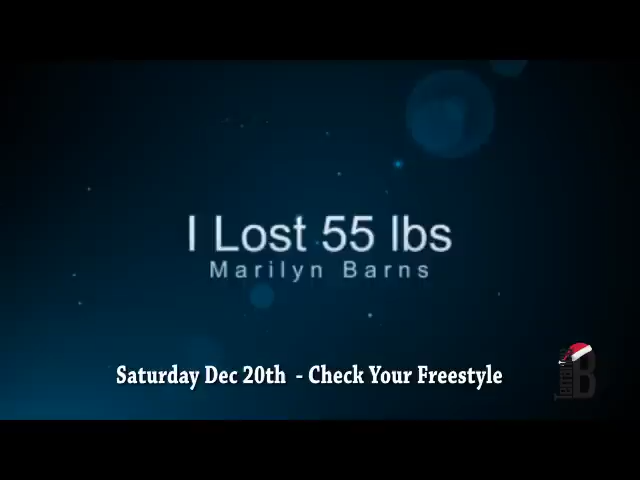 I Lost 55 lbs
Marilyn Barns
Saturday Dec 20th - Check Your Freestyle
B